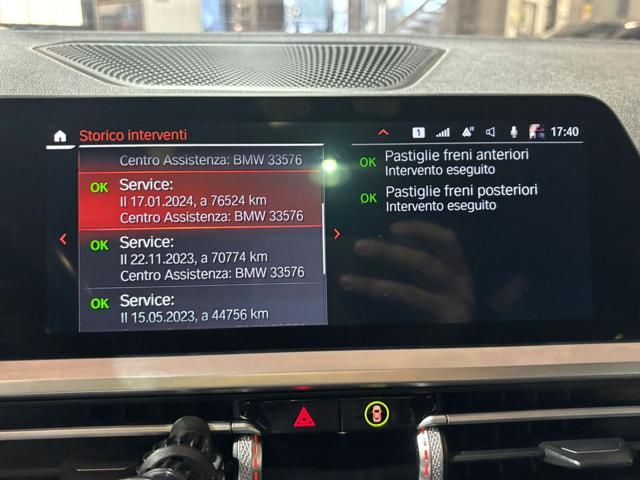 Storico interventi
1
17:40
Centro Assistenza: BMW 33576
OK Service:
Il 17.01.2024, a 76524 km
Centro Assistenza: BMW 33576
OK Service:
Il 22.11.2023, a 70774 km
Centro Assistenza: BMW 33576
OK Service:
Il 15.05.2023, a 44756 km
OK Pastiglie freni anteriori
Intervento eseguito
OK Pastiglie freni posteriori
Intervento eseguito